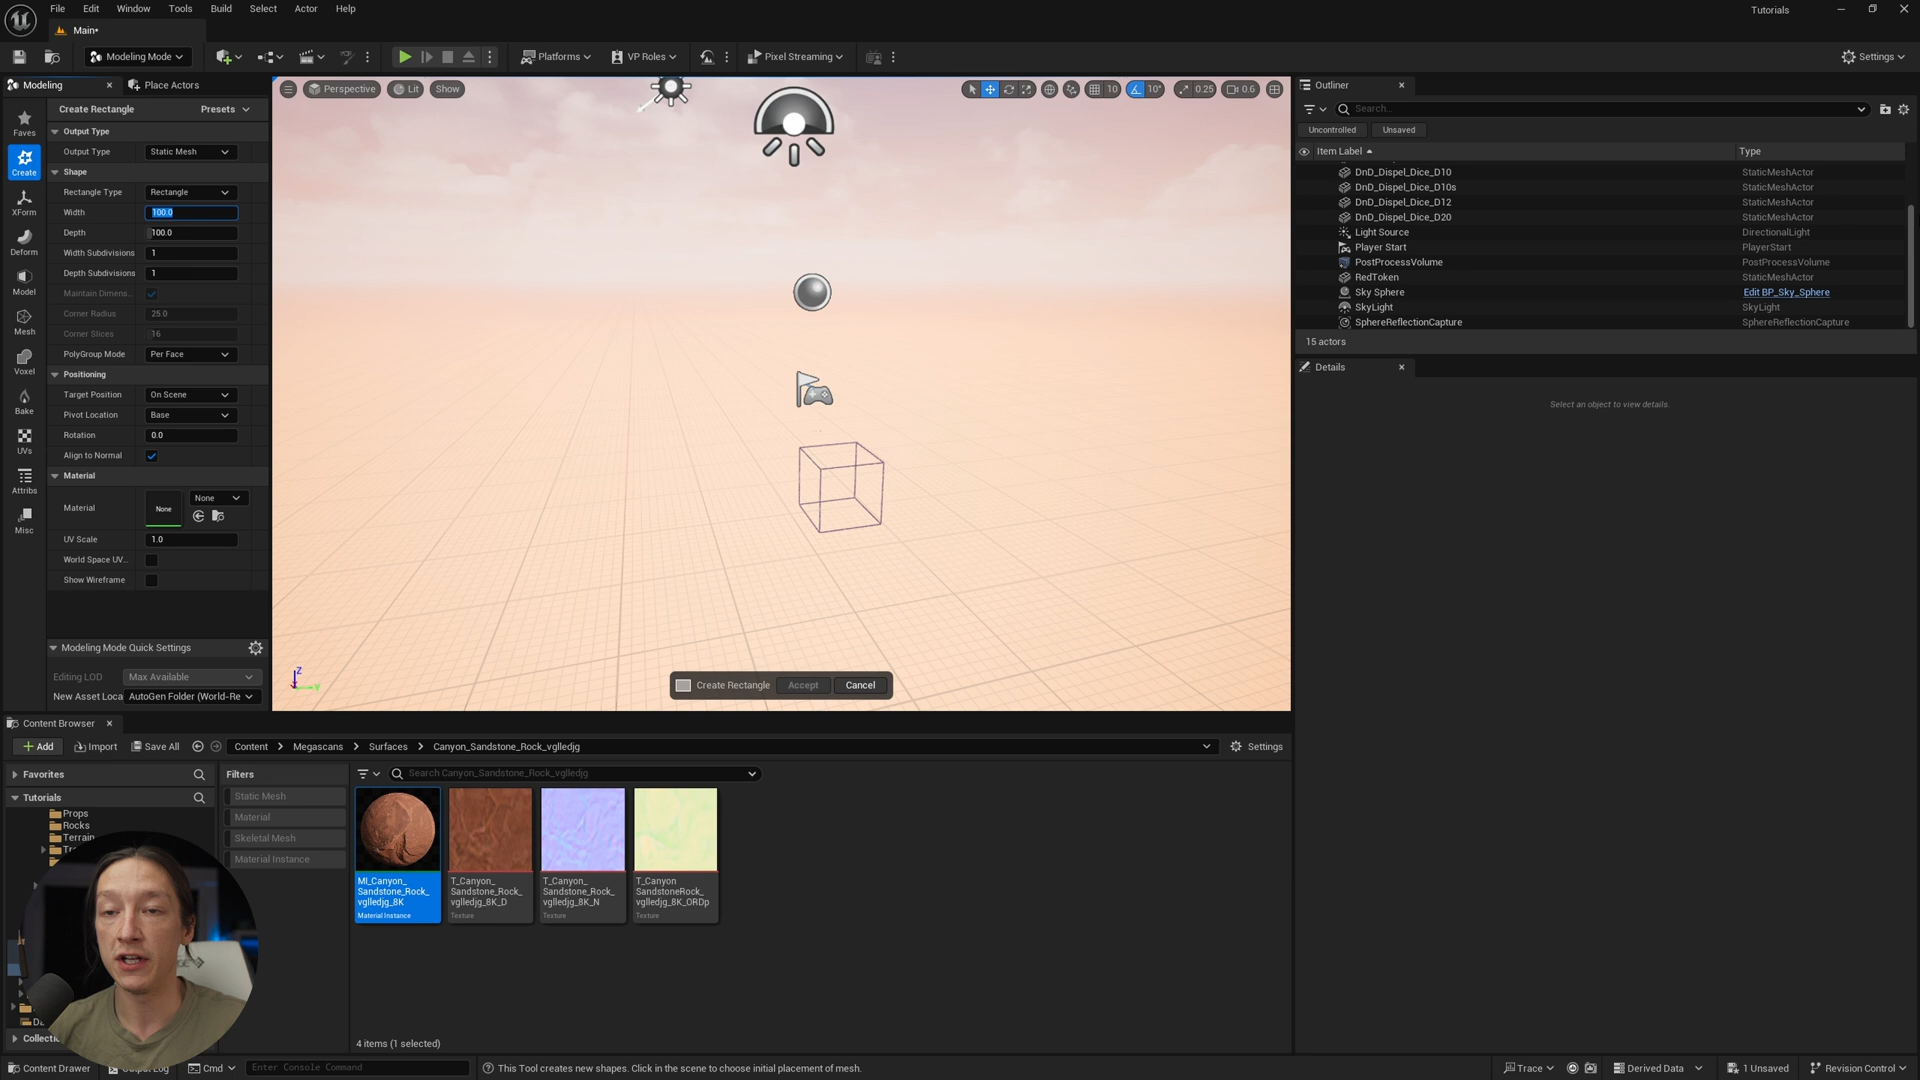 File Edit Window Tools Build Select Actor Help
Tutorials
Main•
Modeling Mode
Platforms
VP Roles
Pixel Streaming
Settings
Modeling
Place Actors
Create Rectangle
Presets
Output Type
Output Type Static Mesh
Shape
Rectangle Type Rectangle
Width 100.0
Depth 100.0
Width Subdivisions 1
Depth Subdivisions 1
Maintain Dimens...
Corner Radius 25.0
Corner Slices 16
PolyGroup Mode Per Face
Positioning
Target Position On Scene
Pivot Location Base
Rotation 0.0
Align to Normal
Material
Material None None
UV Scale 1.0
World Space UV...
Show Wireframe
Modeling Mode Quick Settings
Editing LOD Max Available
New Asset Loca AutoGen Folder (World-Re
Faves
Create
XForm
Deform
Model
Mesh
Voxel
Bake
UVs
Attribs
Misc
Perspective Lit Show
10 10° 0.25 0.6
Z
Y
Create Rectangle Accept Cancel
Outliner
Search...
Uncontrolled Unsaved
Item Label Type
DnD_Dispel_Dice_D10 StaticMeshActor
DnD_Dispel_Dice_D10s StaticMeshActor
DnD_Dispel_Dice_D12 StaticMeshActor
DnD_Dispel_Dice_D20 StaticMeshActor
Light Source DirectionalLight
Player Start PlayerStart
PostProcessVolume PostProcessVolume
RedToken StaticMeshActor
Sky Sphere Edit BP_Sky_Sphere
SkyLight SkyLight
SphereReflectionCapture SphereReflectionCapture
15 actors
Details
Select an object to view details.
Content Browser
Add Import Save All Content Megascans Surfaces Canyon_Sandstone_Rock_vglledjg Settings
Favorites
Tutorials
Props
Rocks
Terrain
Collecti
Filters
Static Mesh
Material
Skeletal Mesh
Material Instance
Search Canyon_Sandstone_Rock_vglledjg
MI_Canyon_
Sandstone_Rock_
vglledjg_8K
Material Instance
T_Canyon_
Sandstone_Rock_
vglledjg_8K_D
Texture
T_Canyon_
Sandstone_Rock_
vglledjg_8K_N
Texture
T_Canyon
SandstoneRock_
vglledjg_8K_ORDp
Texture
4 items (1 selected)
Content Drawer Output Log Cmd Enter Console Command
This Tool creates new shapes. Click in the scene to choose initial placement of mesh.
Trace Derived Data 1 Unsaved Revision Control